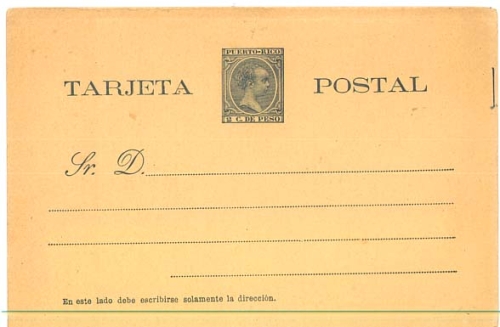 PUERTO-RICO
TARJETA POSTAL
2 C. DE PESO
Sr. D.
En este lado debe escribirse solamente la dirección.